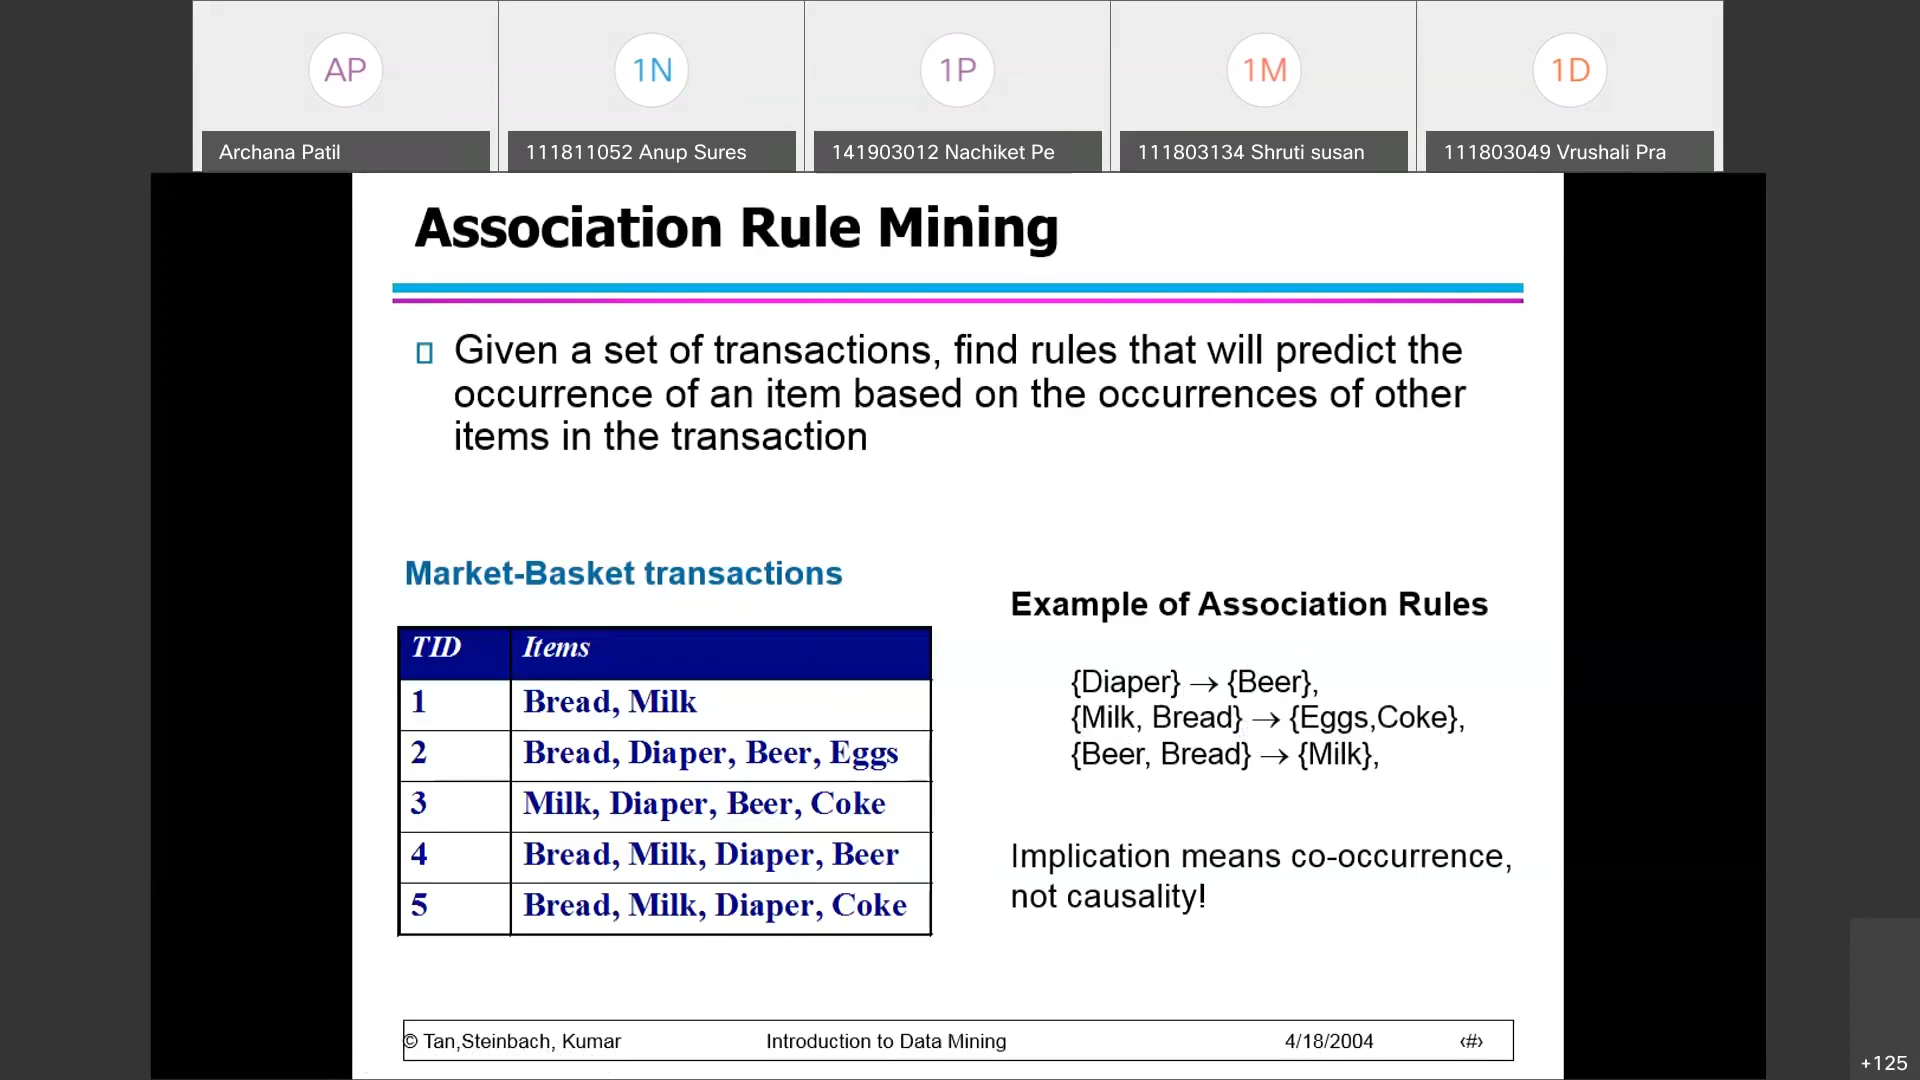 AP
1N
1P
1M
1D
Archana Patil
111811052 Anup Sures
141903012 Nachiket Pe
111803134 Shruti susan
111803049 Vrushali Pra
Association Rule Mining
Given a set of transactions, find rules that will predict the
occurrence of an item based on the occurrences of other
items in the transaction
Market-Basket transactions
TID Items
1 Bread, Milk
2 Bread, Diaper, Beer, Eggs
3 Milk, Diaper, Beer, Coke
4 Bread, Milk, Diaper, Beer
5 Bread, Milk, Diaper, Coke
Example of Association Rules
{Diaper} → {Beer},
{Milk, Bread} → {Eggs,Coke},
{Beer, Bread} → {Milk},
Implication means co-occurrence,
not causality!
© Tan,Steinbach, Kumar Introduction to Data Mining 4/18/2004 ‹#›
+125